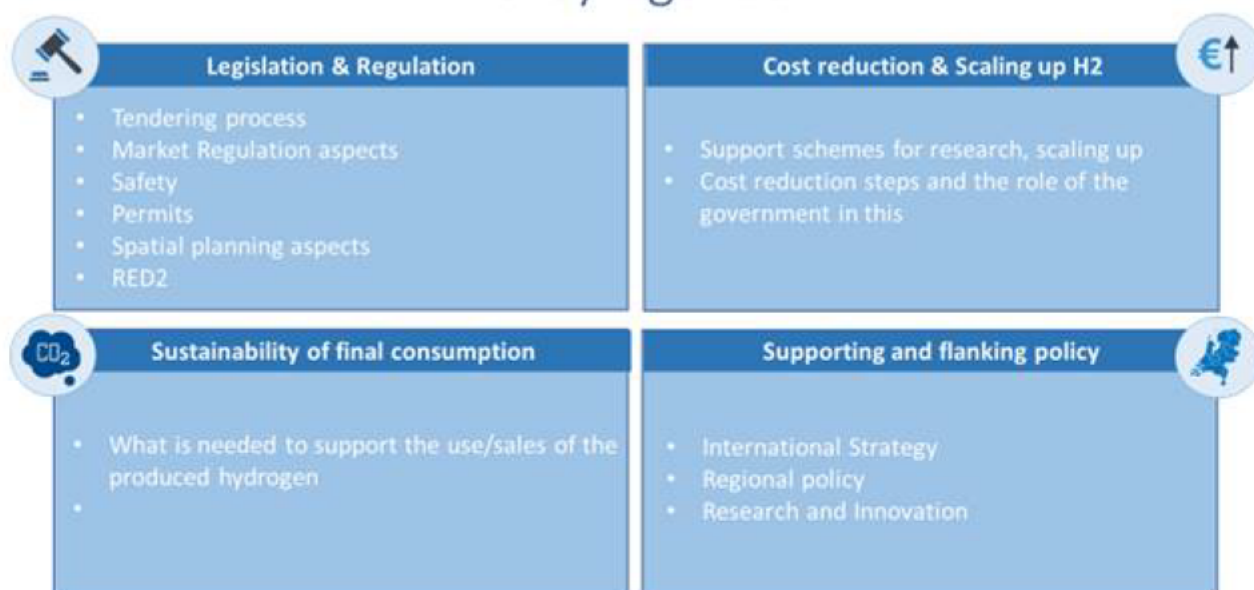 Legislation & Regulation
• Tendering process
• Market Regulation aspects
• Safety
• Permits
• Spatial planning aspects
• RED2
Cost reduction & Scaling up H2
€
• Support schemes for research, scaling up
• Cost reduction steps and the role of the
government in this
CO2
Sustainability of final consumption
• What is needed to support the use/sales of the
produced hydrogen
•
Supporting and flanking policy
• International Strategy
• Regional policy
• Research and Innovation